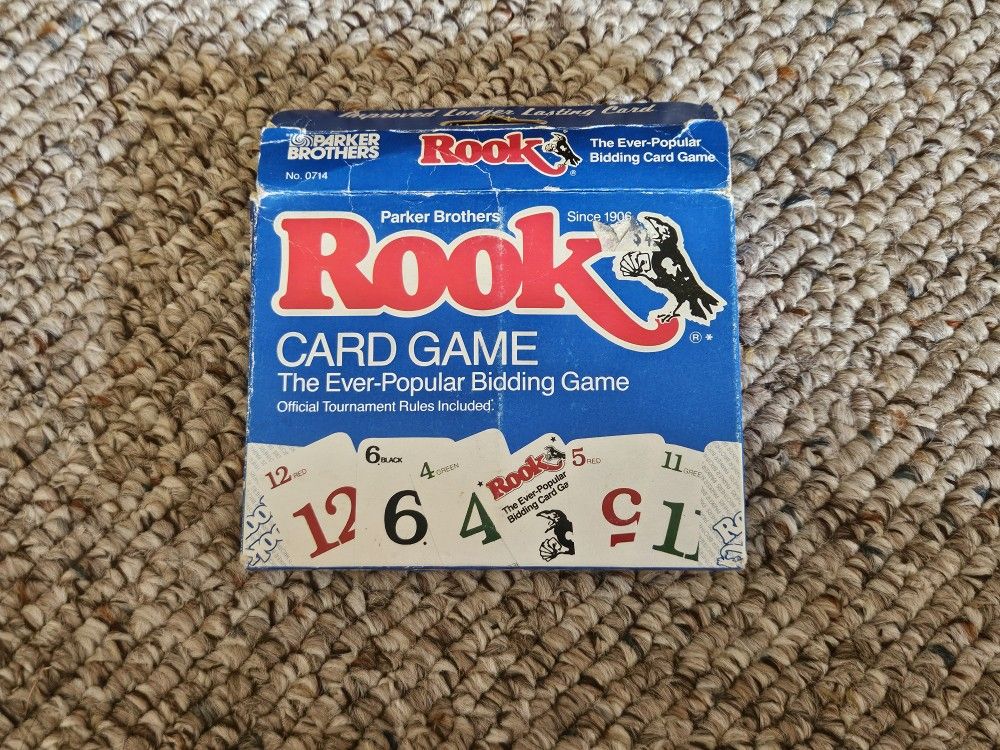 Improved Longer Lasting Card
PARKER
BROTHERS
No. 0714
Rook
®
The Ever-Popular
Bidding Card Game
Parker Brothers
Since 1906
Rook
® *
CARD GAME
The Ever-Popular Bidding Game
Official Tournament Rules Included.*
12 RED
12
6 BLACK
6.
4 GREEN
4
Rook
The Ever-Popular
Bidding Card Ga
5 RED
5
11 GREE
11